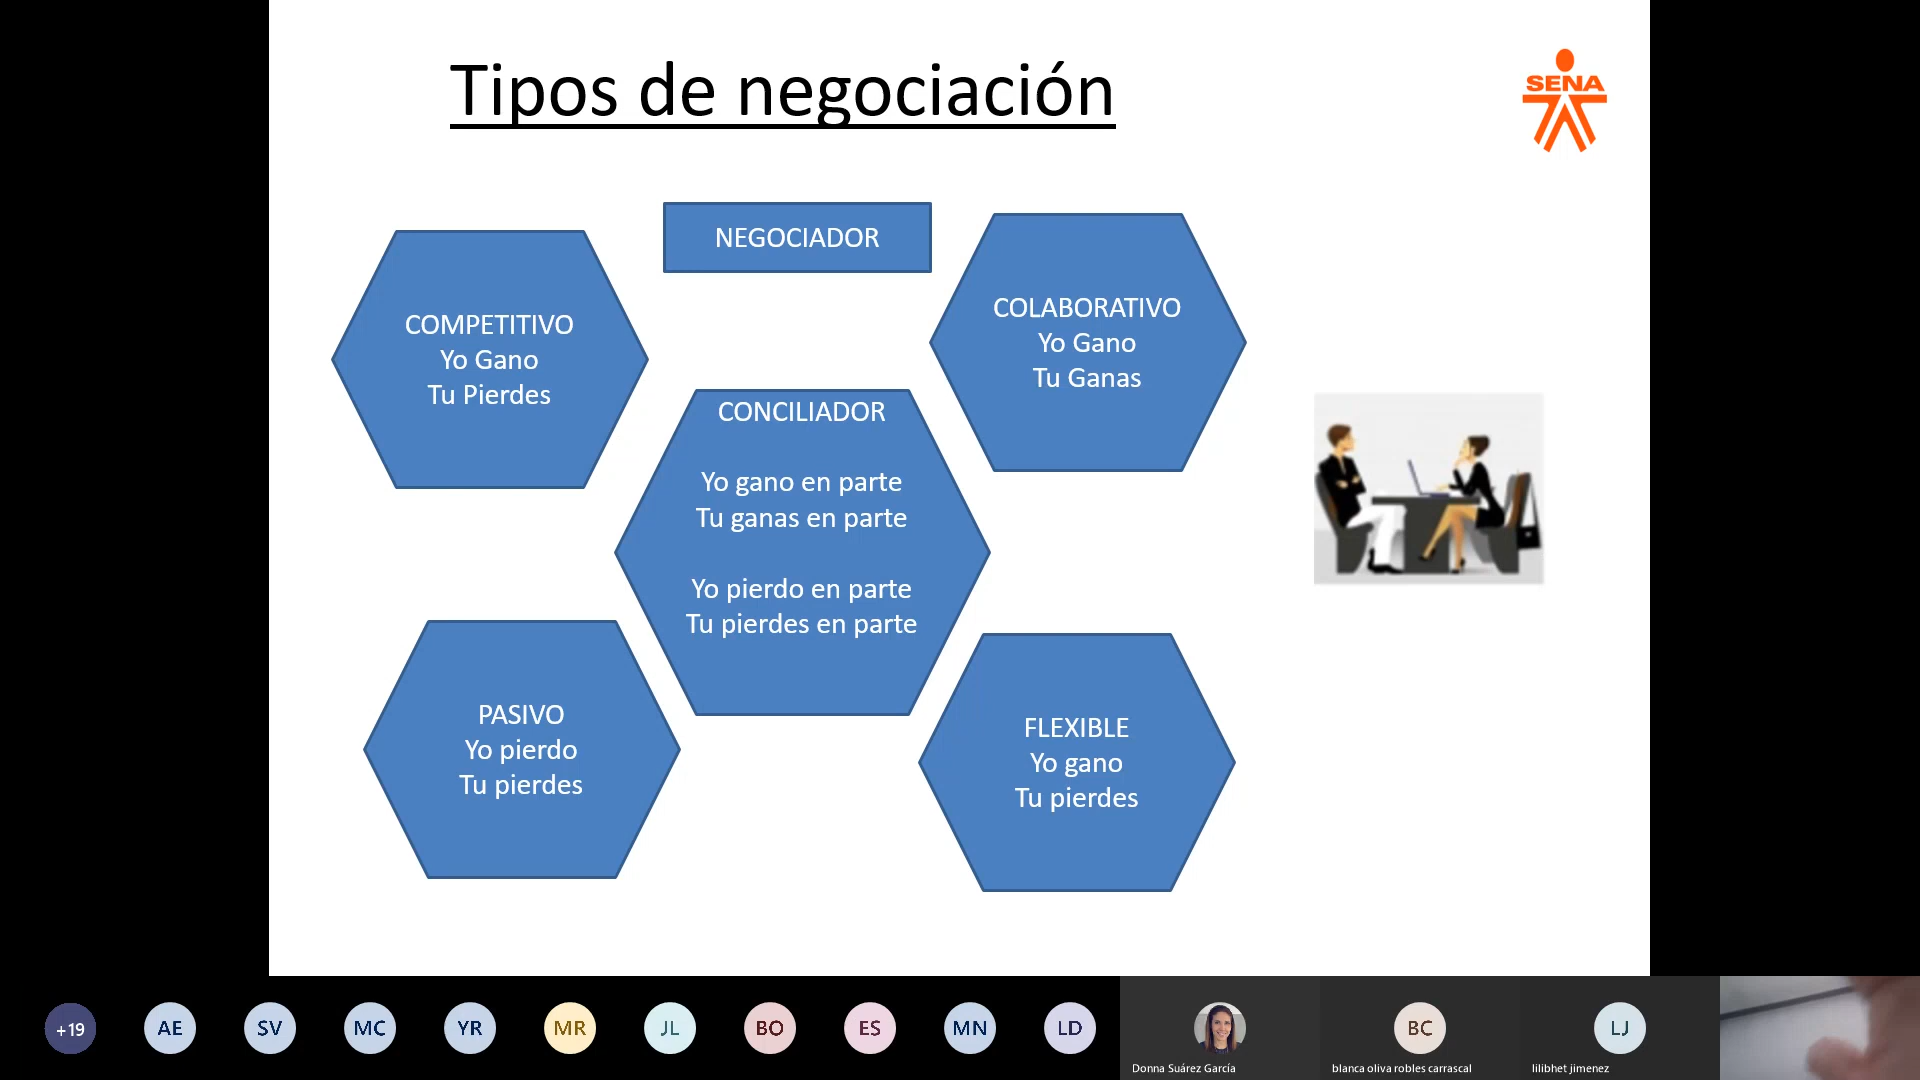 Tipos de negociación
SENA
NEGOCIADOR
COMPETITIVO
Yo Gano
Tu Pierdes
COLABORATIVO
Yo Gano
Tu Ganas
CONCILIADOR
Yo gano en parte
Tu ganas en parte
Yo pierdo en parte
Tu pierdes en parte
PASIVO
Yo pierdo
Tu pierdes
FLEXIBLE
Yo gano
Tu pierdes
+19
AE
SV
MC
YR
MR
JL
BO
ES
MN
LD
Donna Suárez García
BC
blanca oliva robles carrascal
LJ
lilibhet jimenez